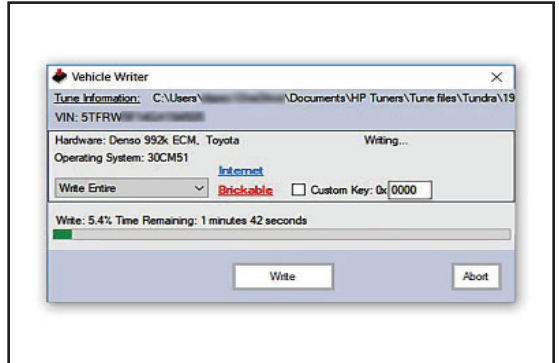 Vehicle Writer
Tune Information: C:\Users\ \Documents\HP Tuners\Tune files\Tundra\19
VIN: 5TFRW
Hardware: Denso 992k ECM, Toyota Writing...
Operating System: 30CM51
Internet
Write Entire Brickable Custom Key: 0x 0000
Write: 5.4% Time Remaining: 1 minutes 42 seconds
Write Abort